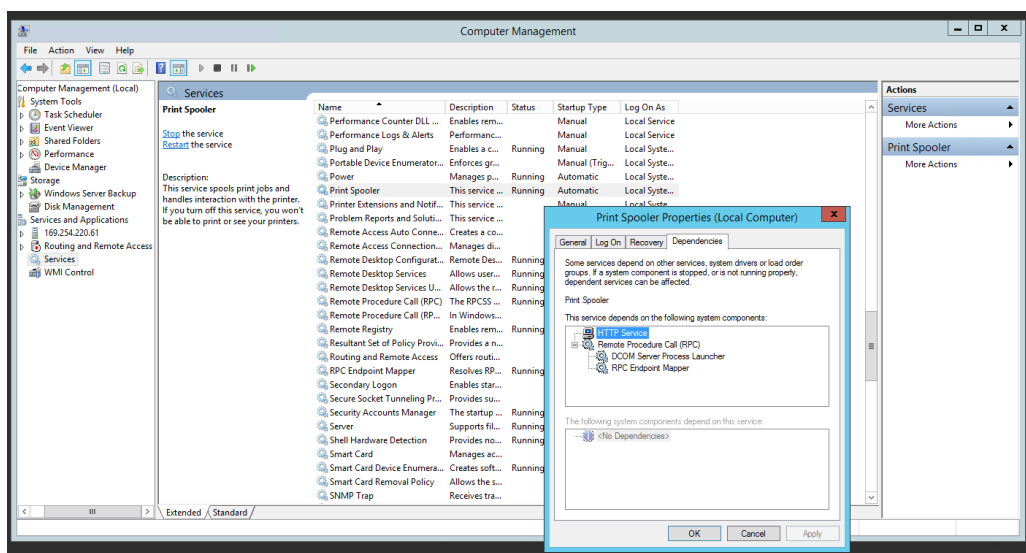 Computer Management
File Action View Help
Computer Management (Local)
System Tools
Task Scheduler
Event Viewer
Shared Folders
Performance
Device Manager
Storage
Windows Server Backup
Disk Management
Services and Applications
169.254.220.61
Routing and Remote Access
Services
WMI Control
Services
Print Spooler
Stop the service
Restart the service
Description:
This service spools print jobs and
handles interaction with the printer.
If you turn off this service, you won't
be able to print or see your printers.
Name Description Status Startup Type Log On As
Performance Counter DLL ... Enables rem... Manual Local Service
Performance Logs & Alerts Performanc... Manual Local Service
Plug and Play Enables a c... Running Manual Local Syste...
Portable Device Enumerator... Enforces gr... Manual (Trig... Local Syste...
Power Manages p... Running Automatic Local Syste...
Print Spooler This service ... Running Automatic Local Syste...
Printer Extensions and Notif... This service ... Manual Local Syste...
Problem Reports and Soluti... This service ...
Remote Access Auto Conne... Creates a co...
Remote Access Connection... Manages di...
Remote Desktop Configurat... Remote Des... Running
Remote Desktop Services Allows user... Running
Remote Desktop Services U... Allows the r... Running
Remote Procedure Call (RPC) The RPCSS ... Running
Remote Procedure Call (RP... In Windows...
Remote Registry Enables rem... Running
Resultant Set of Policy Provi... Provides a n...
Routing and Remote Access Offers routi...
RPC Endpoint Mapper Resolves RP... Running
Secondary Logon Enables star...
Secure Socket Tunneling Pr... Provides su...
Security Accounts Manager The startup ... Running
Server Supports fil... Running
Shell Hardware Detection Provides no... Running
Smart Card Manages ac...
Smart Card Device Enumera... Creates soft... Running
Smart Card Removal Policy Allows the s...
SNMP Trap Receives tra...
Extended Standard
Print Spooler Properties (Local Computer)
General Log On Recovery Dependencies
Some services depend on other services, system drivers or load order
groups. If a system component is stopped, or is not running properly,
dependent services can be affected.
Print Spooler
This service depends on the following system components:
HTTP Service
Remote Procedure Call (RPC)
DCOM Server Process Launcher
RPC Endpoint Mapper
The following system components depend on this service:
<No Dependencies>
OK Cancel Apply
Actions
Services
More Actions
Print Spooler
More Actions